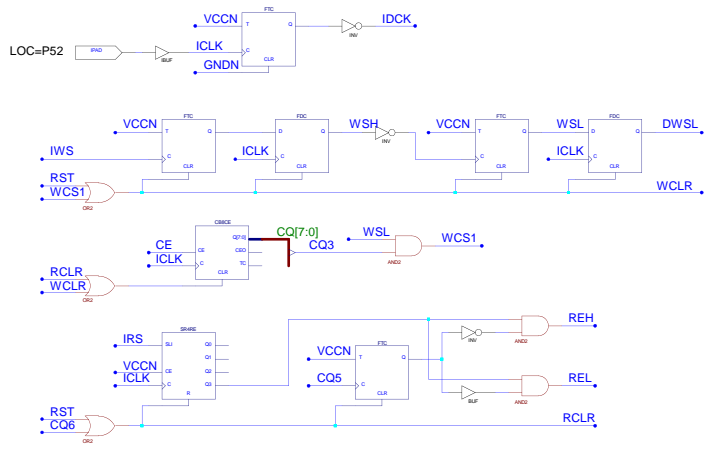 VCCN FTC T Q C CLR INV IDCK
LOC=P52 IPAD IBUF ICLK
GNDN
VCCN FTC T Q C CLR FDC D Q C CLR WSH INV VCCN FTC T Q C CLR WSL FDC D Q C CLR DWSL
IWS ICLK ICLK
RST
WCS1 OR2 WCLR
CB8CE CQ[7:0] WSL
CE CE Q[7:0] CEO TC C CLR CQ3 AND2 WCS1
ICLK
RCLR
WCLR OR2
SR4RE FTC REH
IRS SLI Q0 Q1 Q2 Q3 CE C R INV AND2
VCCN VCCN T Q C CLR
ICLK CQ5 BUF AND2 REL
RST
CQ6 OR2 RCLR